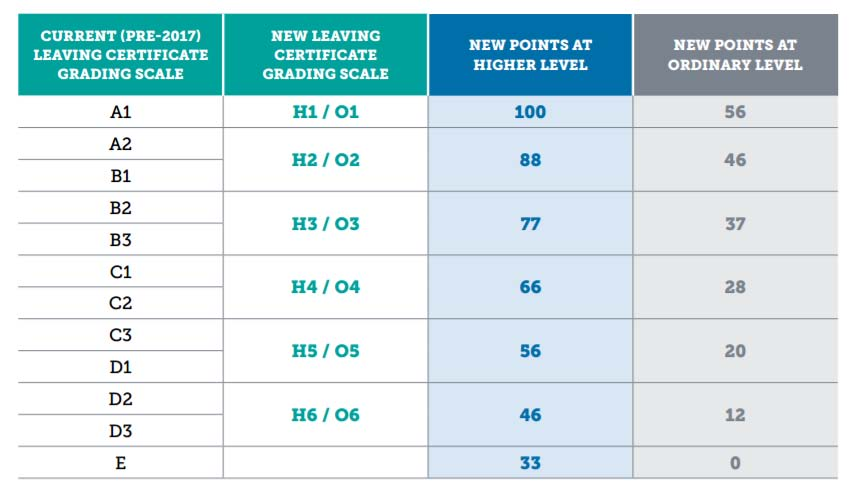 CURRENT (PRE-2017)
LEAVING CERTIFICATE
GRADING SCALE
NEW LEAVING
CERTIFICATE
GRADING SCALE
NEW POINTS AT
HIGHER LEVEL
NEW POINTS AT
ORDINARY LEVEL
A1
H1 / O1
100
56
A2
B1
H2 / O2
88
46
B2
B3
H3 / O3
77
37
C1
C2
H4 / O4
66
28
C3
D1
H5 / O5
56
20
D2
D3
H6 / O6
46
12
E
33
0